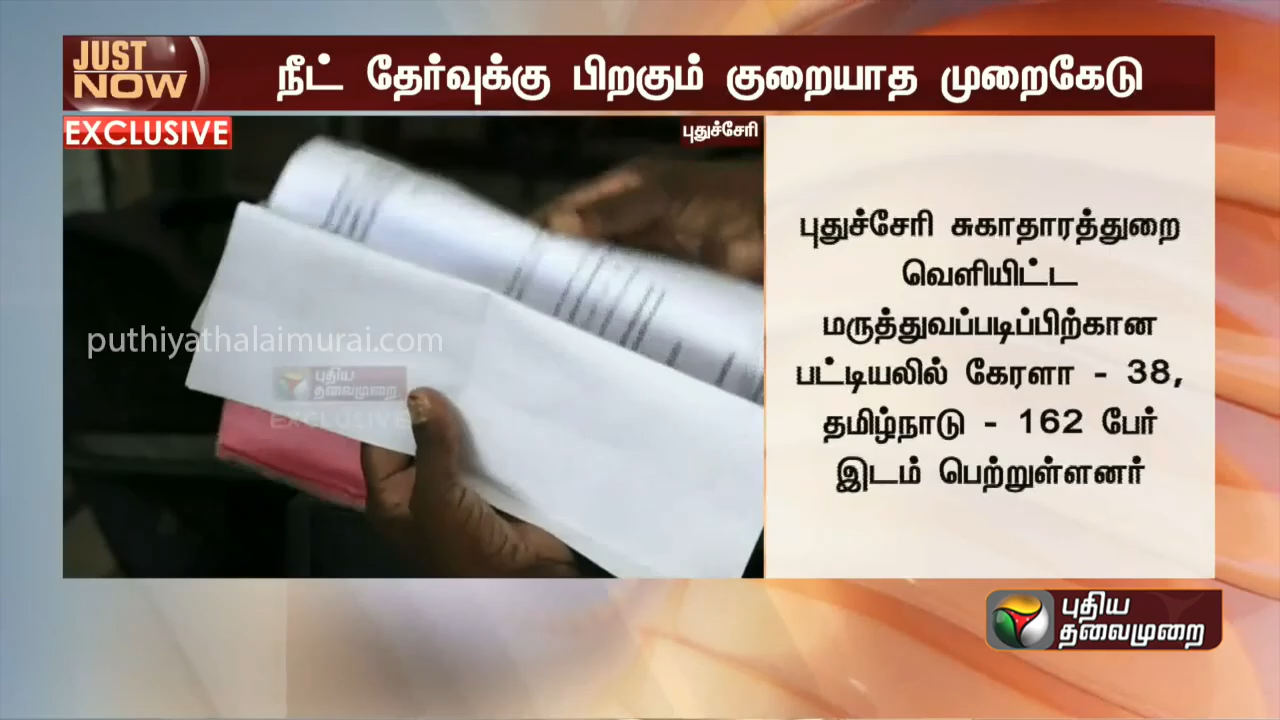 JUST
NOW
நீட் தேர்வுக்கு பிறகும் குறையாத முறைகேடு
EXCLUSIVE
புதுச்சேரி
புதுச்சேரி சுகாதாரத்துறை
வெளியிட்ட
மருத்துவப்படிப்பிற்கான
பட்டியலில் கேரளா - 38,
தமிழ்நாடு - 162 பேர்
இடம் பெற்றுள்ளனர்
puthiyathalaimurai.com
புதிய
தலைமுறை
EXCLUSIVE
புதிய
தலைமுறை